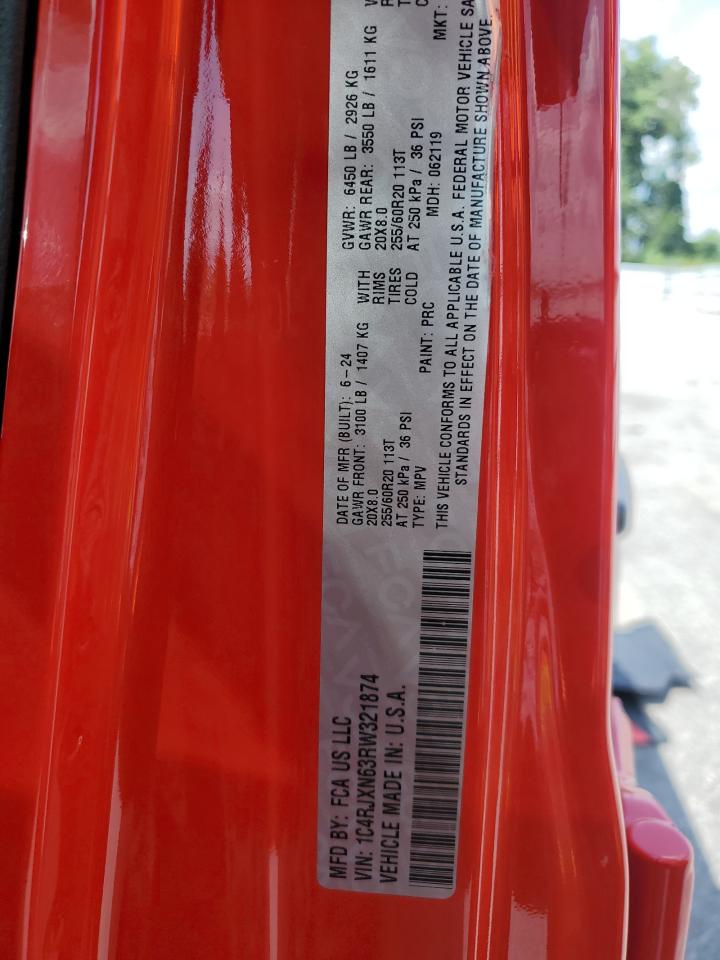 MFD BY: FCA US LLC
VIN: 1C4RJXN63RW321874
VEHICLE MADE IN: U.S.A.
DATE OF MFR (BUILT): 6-24 GVWR: 6450 LB / 2926 KG
GAWR FRONT: 3100 LB / 1407 KG WITH GAWR REAR: 3550 LB / 1611 KG
20X8.0 RIMS 20X8.0
255/60R20 113T TIRES 255/60R20 113T
AT 250 kPa / 36 PSI COLD AT 250 kPa / 36 PSI
TYPE: MPV PAINT: PRC MDH: 062119 MKT:
THIS VEHICLE CONFORMS TO ALL APPLICABLE U.S.A. FEDERAL MOTOR VEHICLE SA
STANDARDS IN EFFECT ON THE DATE OF MANUFACTURE SHOWN ABOVE.